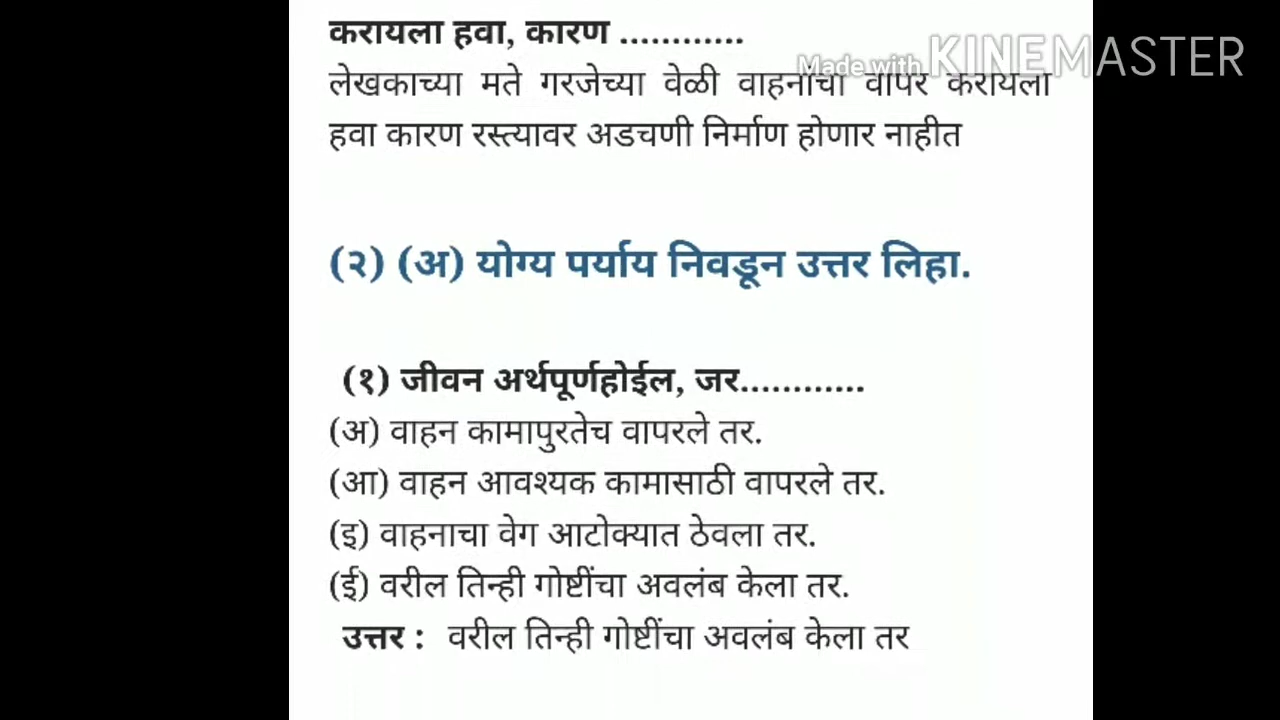 करायला हवा, कारण ............
Made with KINEMASTER
लेखकाच्या मते गरजेच्या वेळी वाहनाचा वापर करायला
हवा कारण रस्त्यावर अडचणी निर्माण होणार नाहीत
(२) (अ) योग्य पर्याय निवडून उत्तर लिहा.
(१) जीवन अर्थपूर्णहोईल, जर............
(अ) वाहन कामापुरतेच वापरले तर.
(आ) वाहन आवश्यक कामासाठी वापरले तर.
(इ) वाहनाचा वेग आटोक्यात ठेवला तर.
(ई) वरील तिन्ही गोष्टींचा अवलंब केला तर.
उत्तर : वरील तिन्ही गोष्टींचा अवलंब केला तर